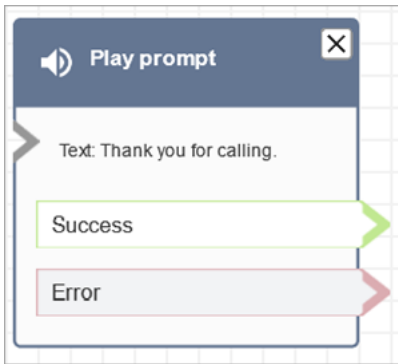 Play prompt
Text: Thank you for calling.
Success
Error